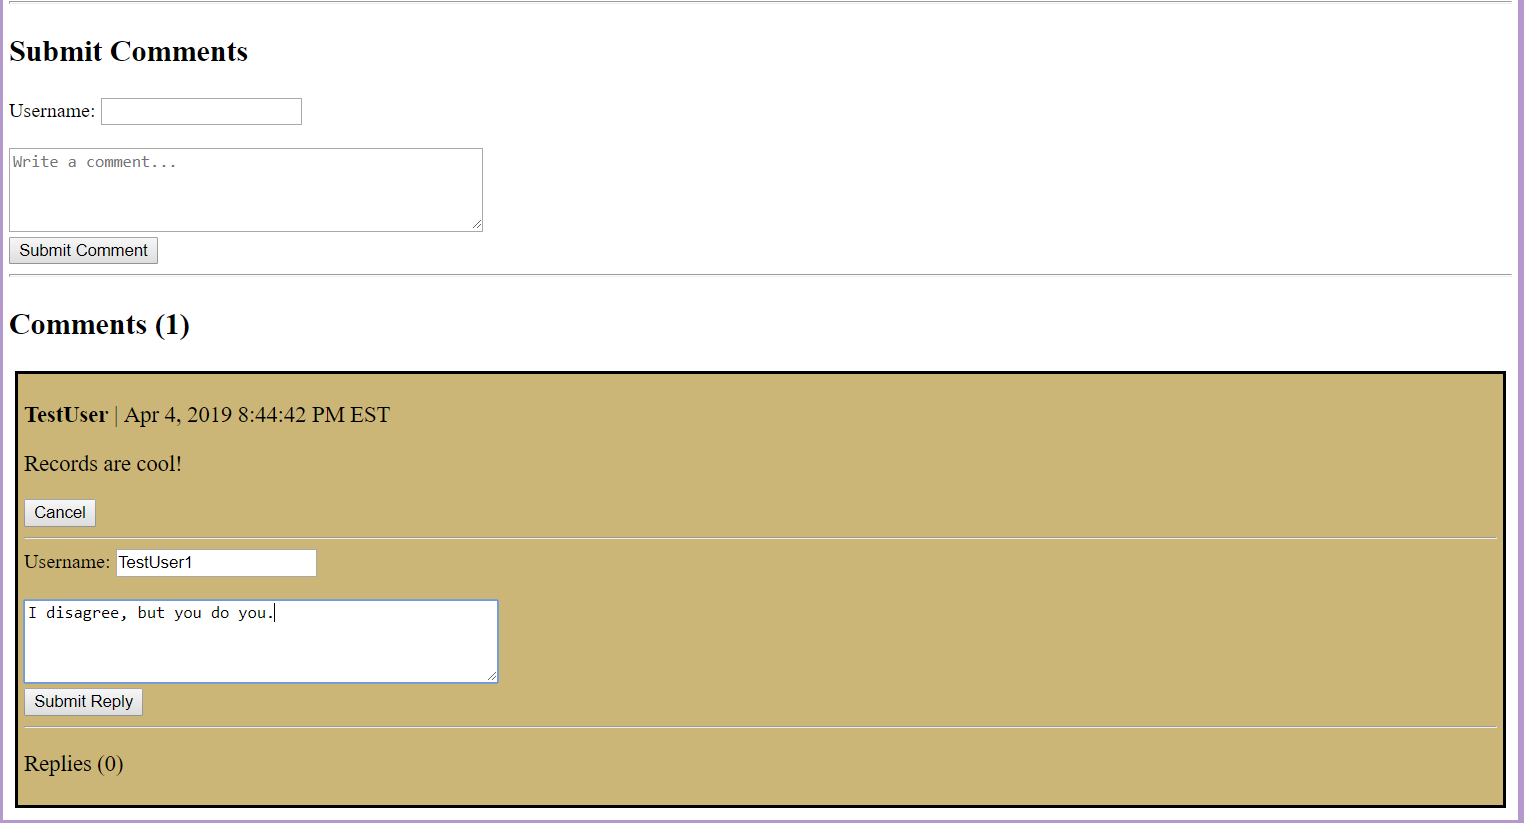 Submit Comments
Username:
Write a comment...
Submit Comment
Comments (1)
TestUser | Apr 4, 2019 8:44:42 PM EST
Records are cool!
Cancel
Username: TestUser1
I disagree, but you do you.
Submit Reply
Replies (0)